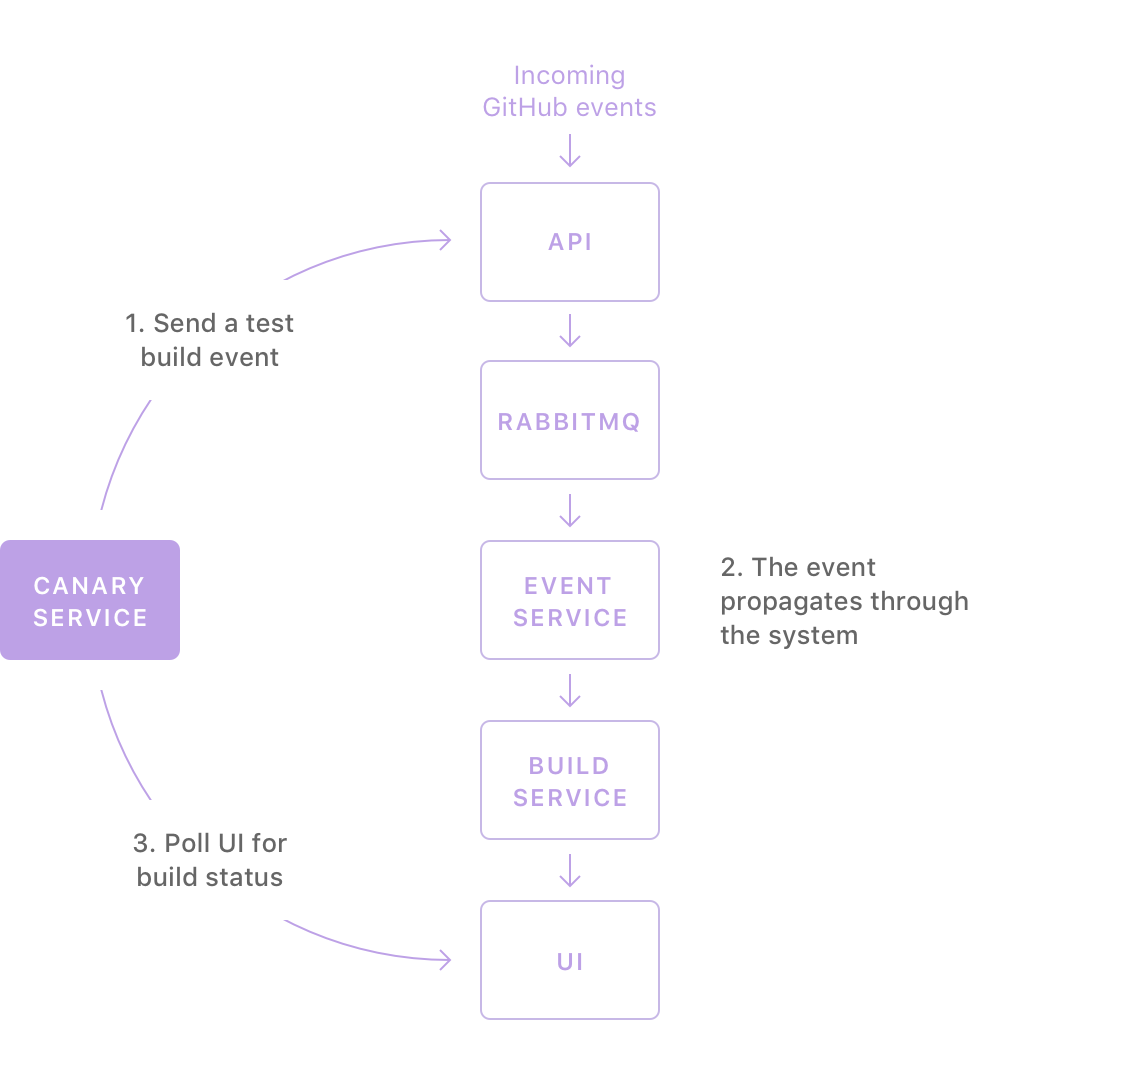 Incoming
GitHub events
API
1. Send a test
build event
RABBITMQ
CANARY
SERVICE
EVENT
SERVICE
2. The event
propagates through
the system
BUILD
SERVICE
3. Poll UI for
build status
UI